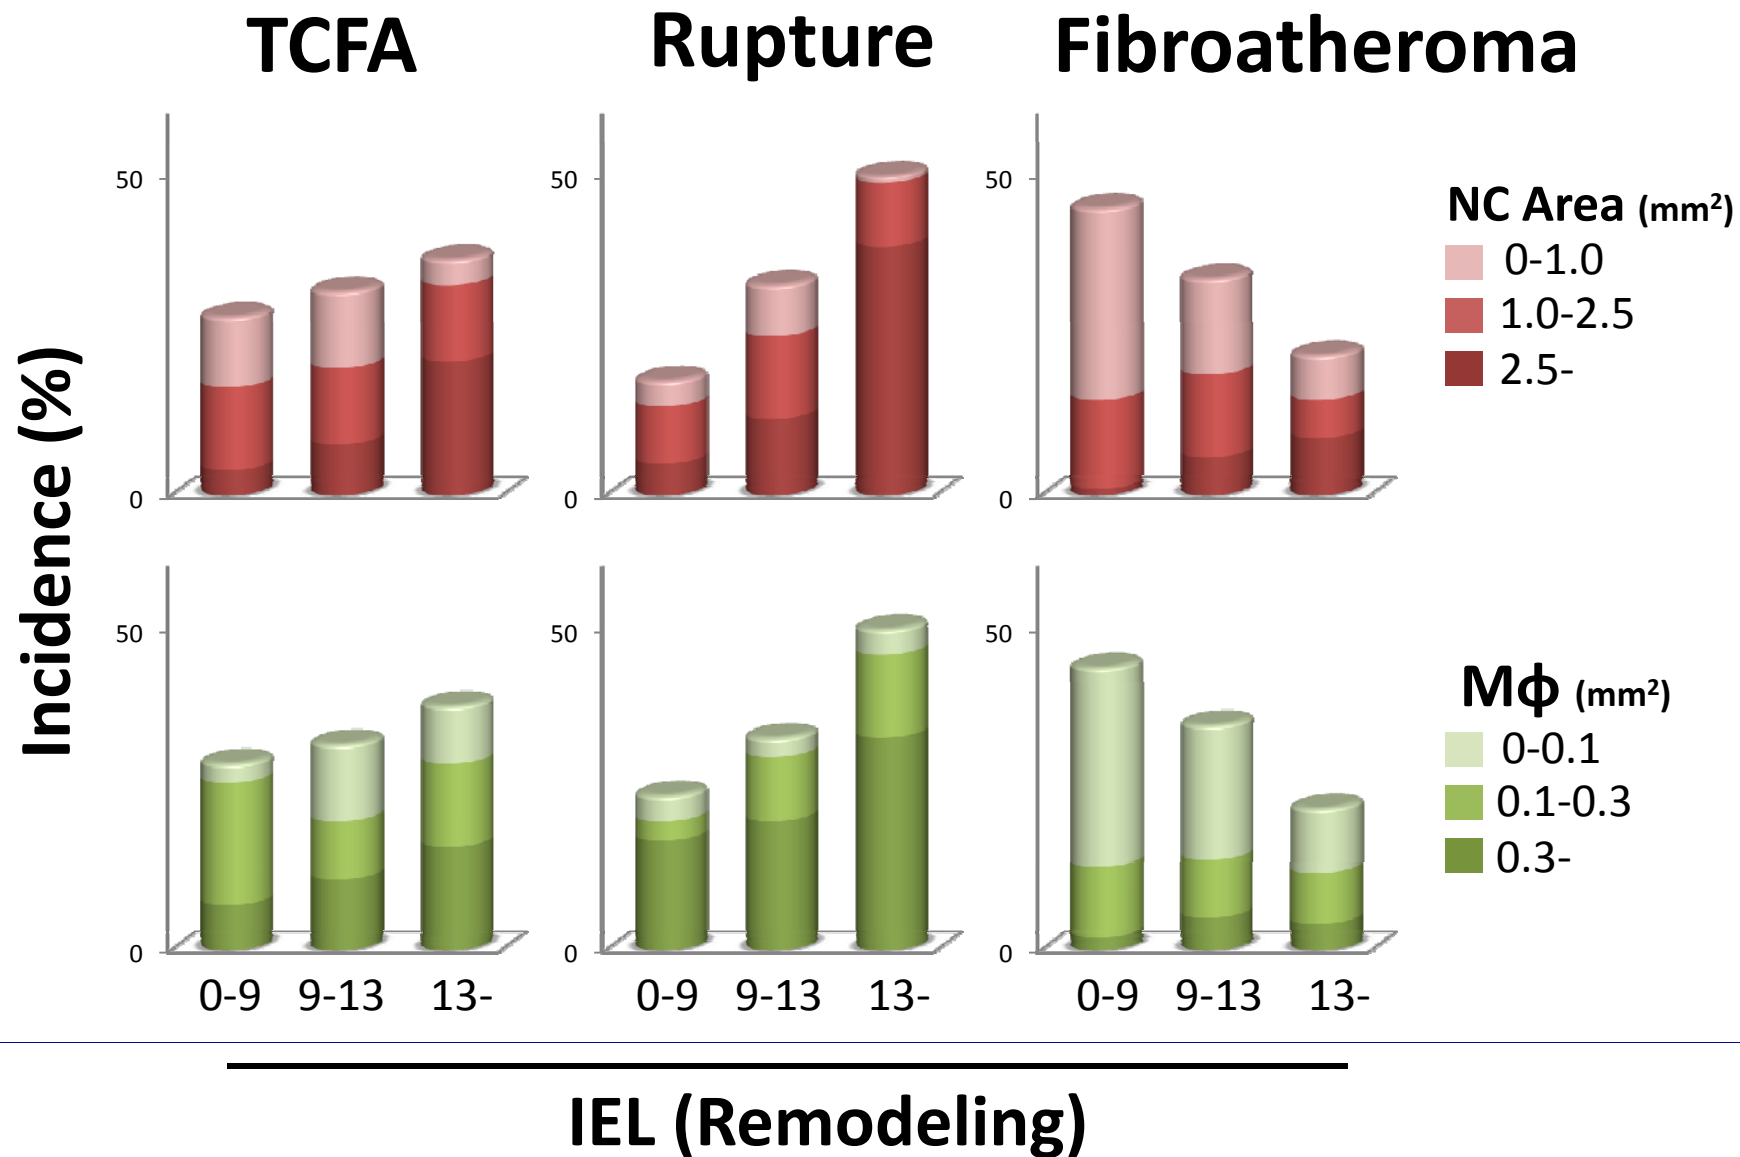 TCFA
Rupture
Fibroatheroma
Incidence (%)
50
0
50
0
50
0
NC Area (mm²)
0-1.0
1.0-2.5
2.5-
50
0
50
0
50
0
Mϕ (mm²)
0-0.1
0.1-0.3
0.3-
0-9 9-13 13-
0-9 9-13 13-
0-9 9-13 13-
IEL (Remodeling)